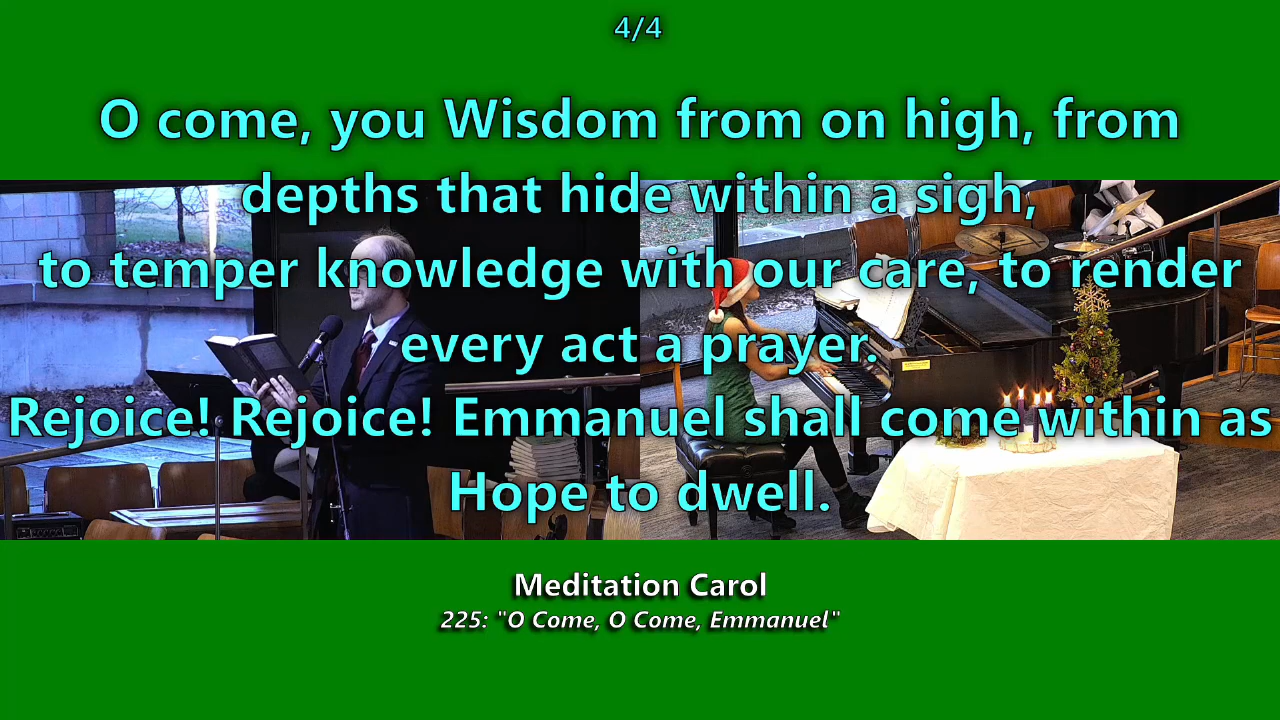 4/4
O come, you Wisdom from on high, from
depths that hide within a sigh,
to temper knowledge with our care, to render
every act a prayer.
Rejoice! Rejoice! Emmanuel shall come within as
Hope to dwell.
Meditation Carol
225: "O Come, O Come, Emmanuel"